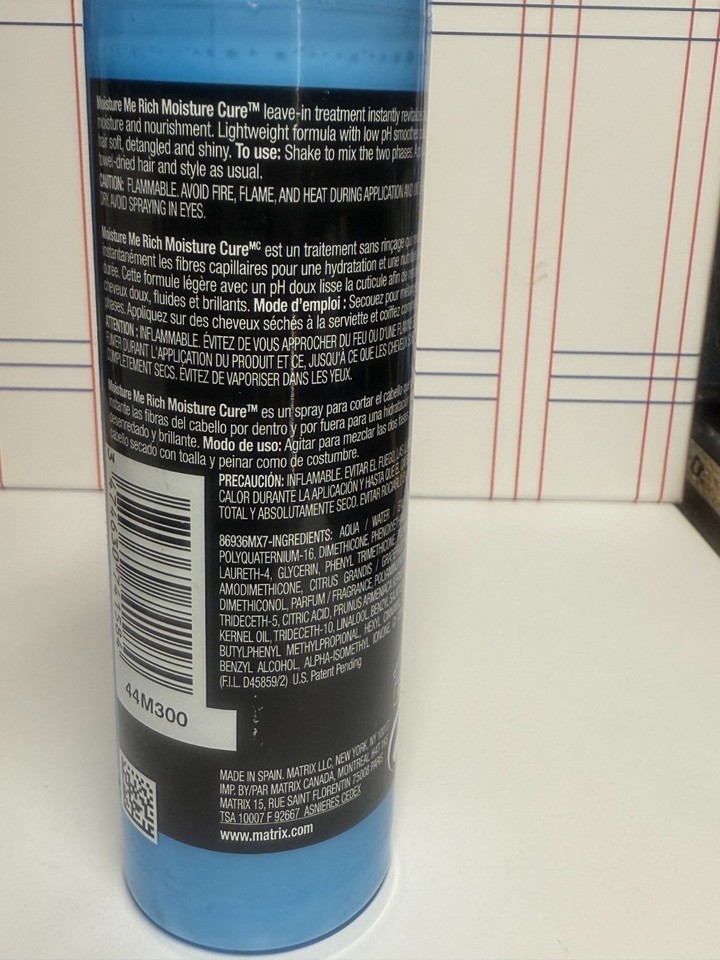 Moisture Me Rich Moisture Cure™ leave-in treatment instantly
moisture and nourishment. Lightweight formula with low pH
hair soft, detangled and shiny. To use: Shake to mix the two phases.
towel-dried hair and style as usual.
CAUTION: FLAMMABLE. AVOID FIRE, FLAME, AND HEAT DURING APPLICATION AND
DRY. AVOID SPRAYING IN EYES.
Moisture Me Rich Moisture Cure MC est un traitement sans rinçage
instantanément les fibres capillaires pour une hydratation et une
durée. Cette formule légère avec un pH doux lisse la cuticule afin de
cheveux doux, fluides et brillants. Mode d'emploi : Secouez pour
phases. Appliquez sur des cheveux séchés à la serviette et coiffez
ATTENTION : INFLAMMABLE. ÉVITEZ DE VOUS APPROCHER DU FEU OU D'UNE
FUMER DURANT L'APPLICATION DU PRODUIT ET CE, JUSQU'À CE QUE LES
COMPLÈTEMENT SECS. ÉVITEZ DE VAPORISER DANS LES YEUX.
Moisture Me Rich Moisture Cure™ es un spray para cortar el cabello
instante las fibras del cabello por dentro y por fuera para una
desenredado y brillante. Modo de uso: Agitar para mezclar las dos fases
cabello secado con toalla y peinar como de costumbre.
PRECAUCIÓN: INFLAMABLE. EVITAR EL FUEGO,
CALOR DURANTE LA APLICACIÓN Y HASTA QUE
TOTAL Y ABSOLUTAMENTE SECO. EVITAR
86936MX7-INGREDIENTS: AQUA / WATER /
POLYQUATERNIUM-16, DIMETHICONE,
LAURETH-4, GLYCERIN, PHENYL TRIMETHICONE,
AMODIMETHICONE, CITRUS GRANDIS /
DIMETHICONOL, PARFUM / FRAGRANCE,
TRIDECETH-5, CITRIC ACID, PRUNUS ARMENIACA
KERNEL OIL, TRIDECETH-10, LINALOOL,
BUTYLPHENYL METHYLPROPIONAL, HEXYL
BENZYL ALCOHOL, ALPHA-ISOMETHYL IONONE
(F.I.L. D45859/2) U.S. Patent Pending
44M300
MADE IN SPAIN. MATRIX LLC, NEW YORK, NY
IMP. BY/PAR MATRIX CANADA, MONTREAL
MATRIX 15, RUE SAINT FLORENTIN 75008 PARIS
TSA 10007 F 92667 ASNIERES CEDEX
www.matrix.com